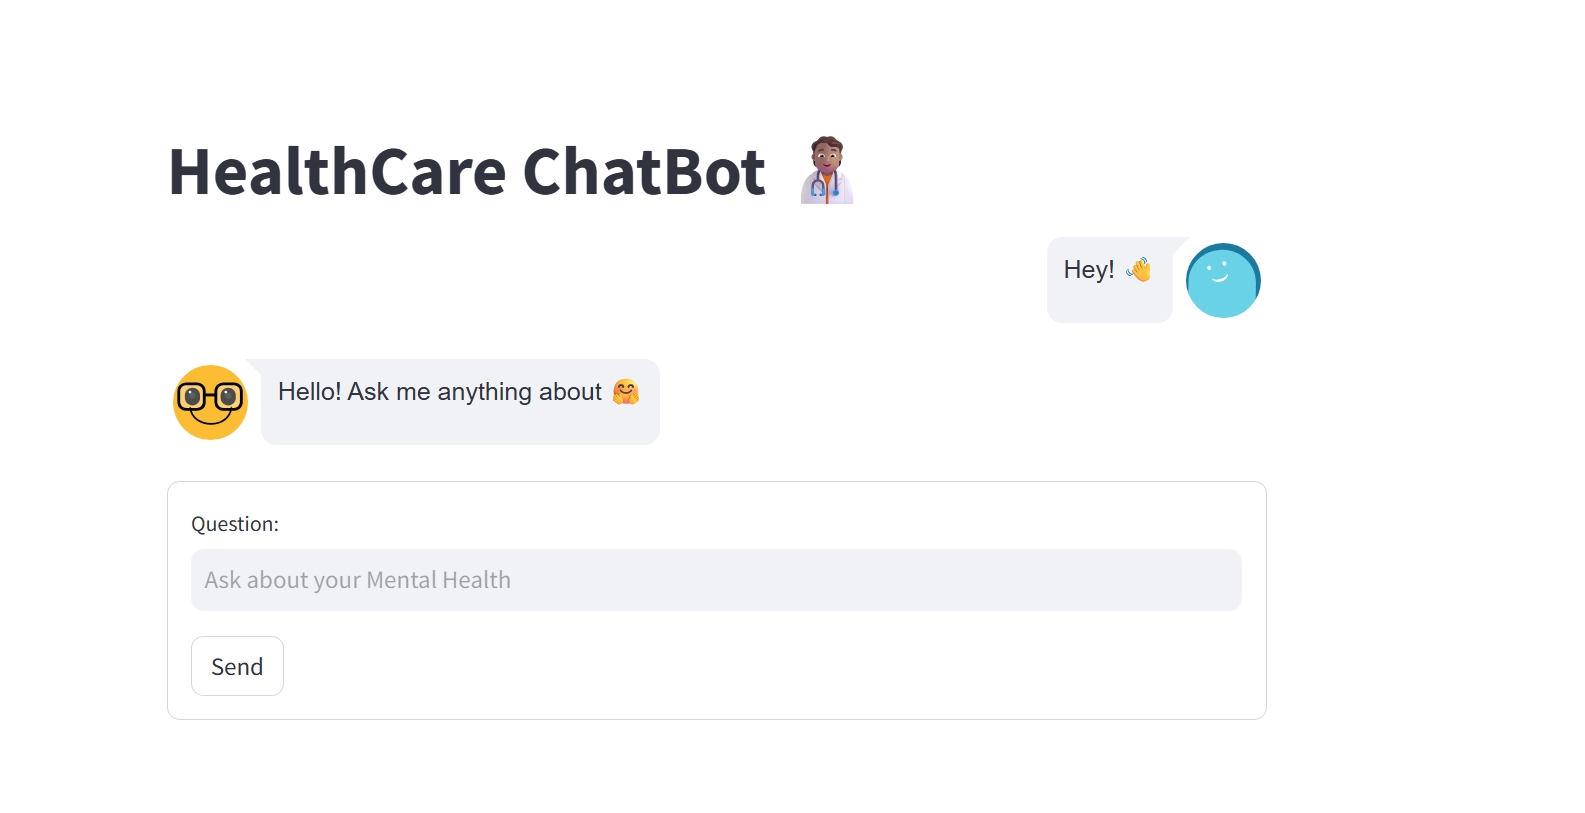 HealthCare ChatBot 🧑🏾‍⚕️
Hey! 👋
Hello! Ask me anything about 🤗
Question:
Ask about your Mental Health
Send